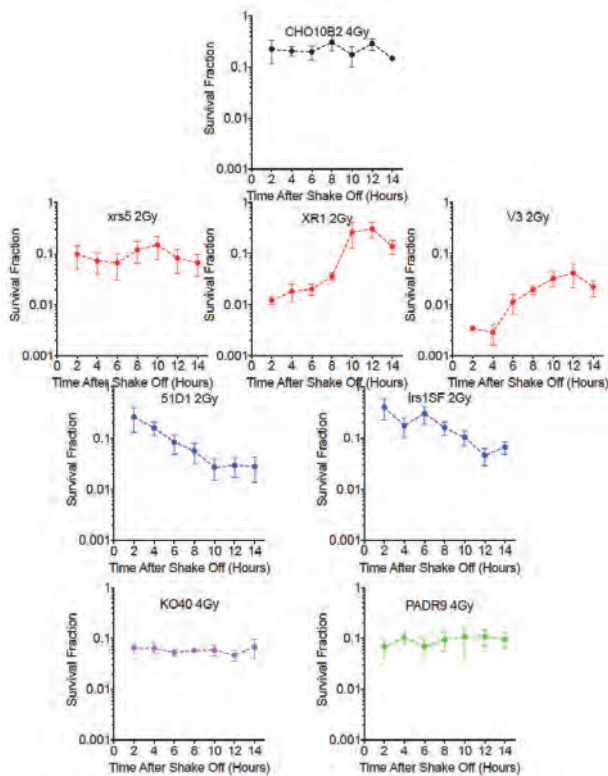 CHO10B2 4Gy
Survival Fraction
1
0.1
0.01
0.001
0 2 4 6 8 10 12 14
Time After Shake Off (Hours)
xrs5 2Gy
Survival Fraction
1
0.1
0.01
0.001
0 2 4 6 8 10 12 14
Time After Shake Off (Hours)
XR1 2Gy
Survival Fraction
1
0.1
0.01
0.001
0 2 4 6 8 10 12 14
Time After Shake Off (Hours)
V3 2Gy
Survival Fraction
1
0.1
0.01
0.001
0 2 4 6 8 10 12 14
Time After Shake Off (Hours)
51D1 2Gy
Survival Fraction
0.1
0.01
0.001
0 2 4 6 8 10 12 14
Time After Shake Off (Hours)
irs1SF 2Gy
Survival Fraction
0.1
0.01
0.001
0 2 4 6 8 10 12 14
Time After Shake Off (Hours)
KO40 4Gy
Survival Fraction
1
0.1
0.01
0.001
0 2 4 6 8 10 12 14
Time After Shake Off (Hours)
PADR9 4Gy
Survival Fraction
1
0.1
0.01
0.001
0 2 4 6 8 10 12 14
Time After Shake Off (Hours)